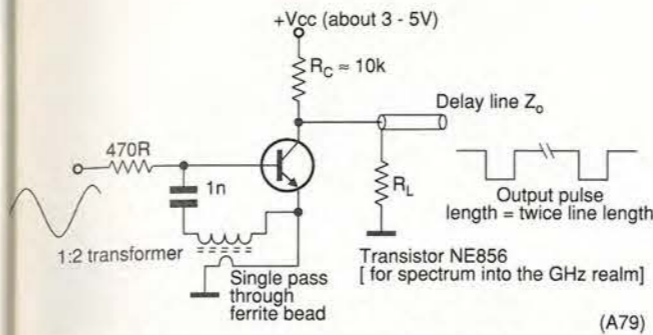 +Vcc (about 3 - 5V)
R_C ≈ 10k
Delay line Z_o
470R
1n
R_L
Output pulse
length = twice line length
1:2 transformer
Single pass
through
ferrite bead
Transistor NE856
[ for spectrum into the GHz realm]
(A79)